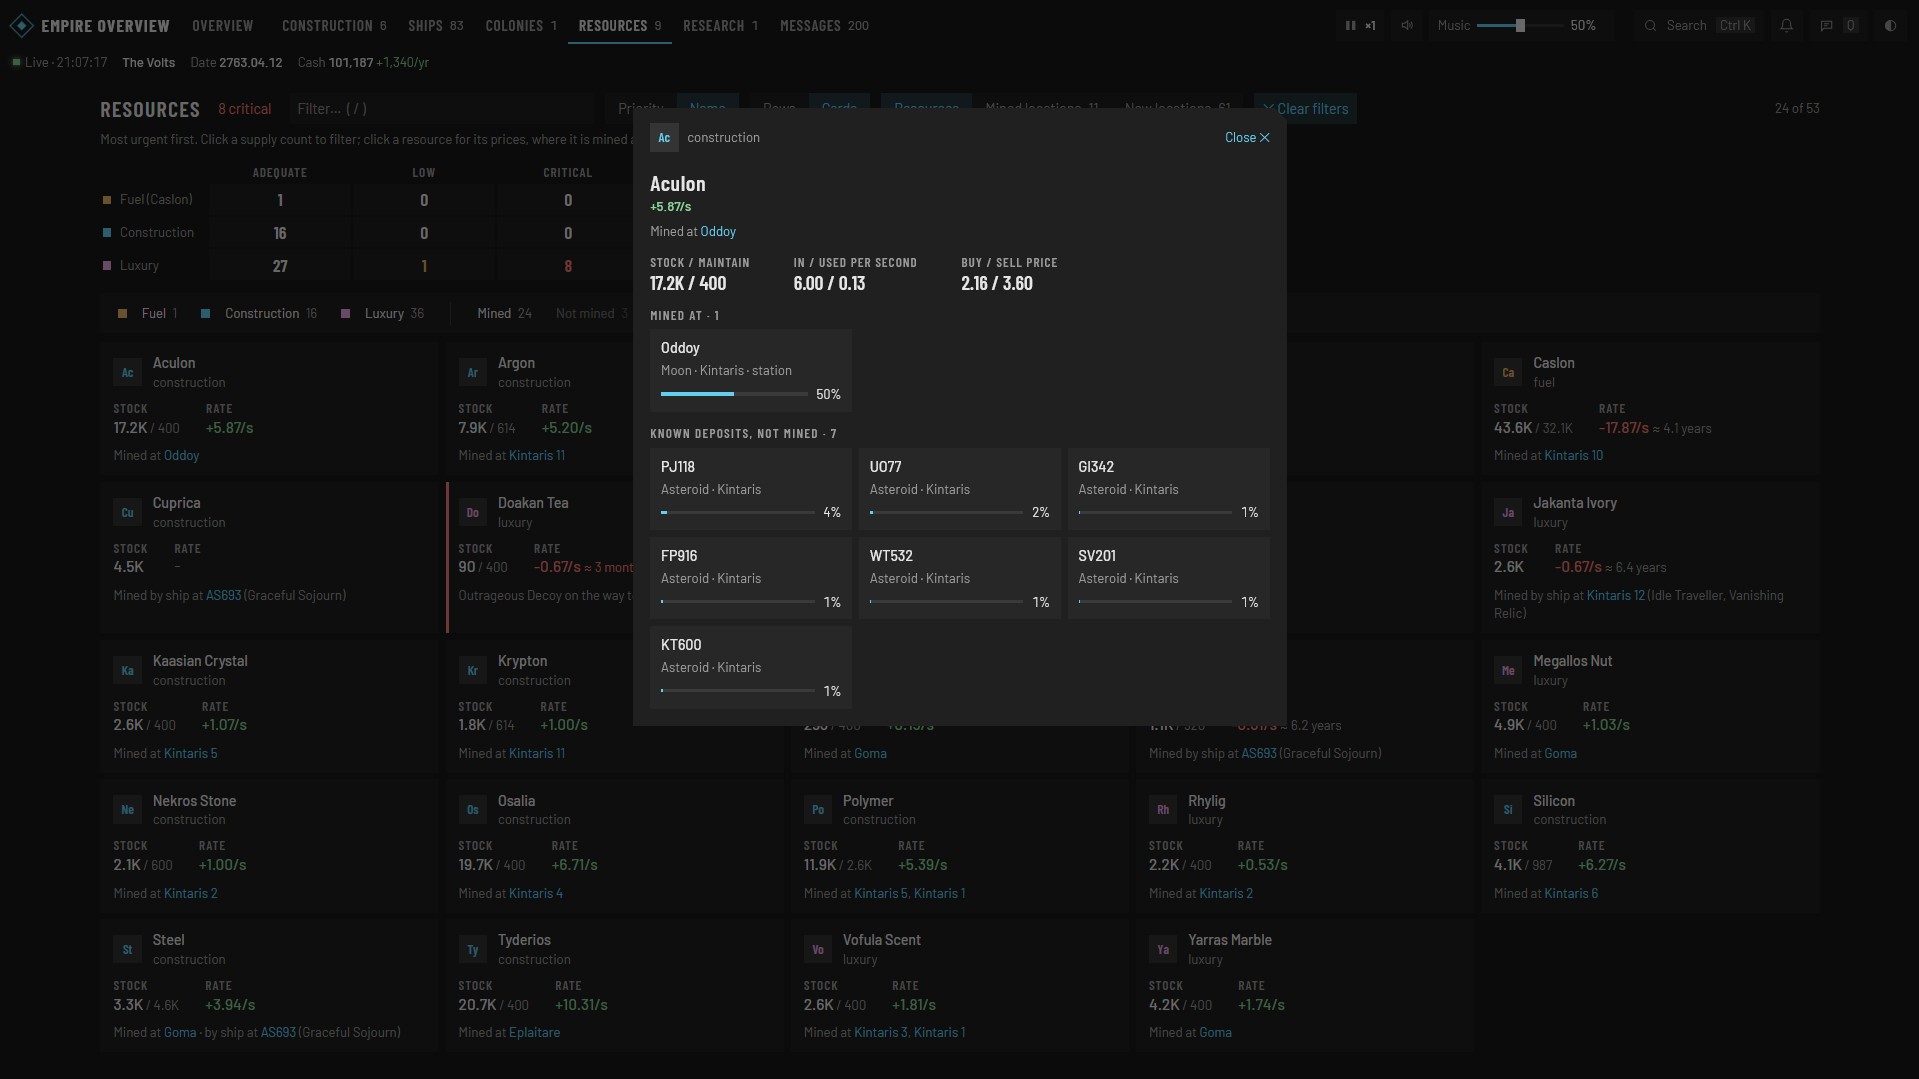 EMPIRE OVERVIEW OVERVIEW CONSTRUCTION 6 SHIPS 83 COLONIES 1 RESOURCES 9 RESEARCH 1 MESSAGES 200 ×1 Music 50% Search Ctrl K Q
Live · 21:07:17 The Volts Date 2763.04.12 Cash 101,187 +1,340/yr
RESOURCES 8 critical Filter... ( / ) Priority Name Rows Cards Resources Mined locations 11 New locations 61 Clear filters 24 of 53
Most urgent first. Click a supply count to filter; click a resource for its prices, where it is mined
ADEQUATE LOW CRITICAL
Fuel (Caslon) 1 0 0
Construction 16 0 0
Luxury 27 1 8
Fuel 1 Construction 16 Luxury 36 Mined 24 Not mined 3
Ac construction Close
Aculon
+5.87/s
Mined at Oddoy
STOCK / MAINTAIN IN / USED PER SECOND BUY / SELL PRICE
17.2K / 400 6.00 / 0.13 2.16 / 3.60
MINED AT · 1
Oddoy
Moon · Kintaris · station
50%
KNOWN DEPOSITS, NOT MINED · 7
PJ118 UO77 GI342
Asteroid · Kintaris Asteroid · Kintaris Asteroid · Kintaris
4% 2% 1%
FP916 WT532 SV201
Asteroid · Kintaris Asteroid · Kintaris Asteroid · Kintaris
1% 1% 1%
KT600
Asteroid · Kintaris
1%
Ac Aculon Ar Argon Ca Caslon
construction construction fuel
STOCK RATE STOCK RATE STOCK RATE
17.2K / 400 +5.87/s 7.9K / 614 +5.20/s 43.6K / 32.1K -17.87/s ≈ 4.1 years
Mined at Oddoy Mined at Kintaris 11 Mined at Kintaris 10
Cu Cuprica Do Doakan Tea Ja Jakanta Ivory
construction luxury luxury
STOCK RATE STOCK RATE STOCK RATE
4.5K – 90 / 400 -0.67/s ≈ 3 mont 2.6K -0.67/s ≈ 6.4 years
Mined by ship at AS693 (Graceful Sojourn) Outrageous Decoy on the way t Mined by ship at Kintaris 12 (Idle Traveller, Vanishing
Relic)
Ka Kaasian Crystal Kr Krypton Me Megallos Nut
construction construction luxury
STOCK RATE STOCK RATE STOCK RATE
2.6K / 400 +1.07/s 1.8K / 614 +1.00/s ≈ 6.2 years 4.9K / 400 +1.03/s
Mined at Kintaris 5 Mined at Kintaris 11 Mined at Goma Mined by ship at AS693 (Graceful Sojourn) Mined at Goma
Ne Nekros Stone Os Osalia Po Polymer Rh Rhylig Si Silicon
construction construction construction luxury construction
STOCK RATE STOCK RATE STOCK RATE STOCK RATE STOCK RATE
2.1K / 600 +1.00/s 19.7K / 400 +6.71/s 11.9K / 2.6K +5.39/s 2.2K / 400 +0.53/s 4.1K / 987 +6.27/s
Mined at Kintaris 2 Mined at Kintaris 4 Mined at Kintaris 5, Kintaris 1 Mined at Kintaris 2 Mined at Kintaris 6
St Steel Ty Tyderios Vo Vofula Scent Ya Yarras Marble
construction construction luxury luxury
STOCK RATE STOCK RATE STOCK RATE STOCK RATE
3.3K / 4.6K +3.94/s 20.7K / 400 +10.31/s 2.6K / 400 +1.81/s 4.2K / 400 +1.74/s
Mined at Goma · by ship at AS693 (Graceful Sojourn) Mined at Eplaitare Mined at Kintaris 3, Kintaris 1 Mined at Goma